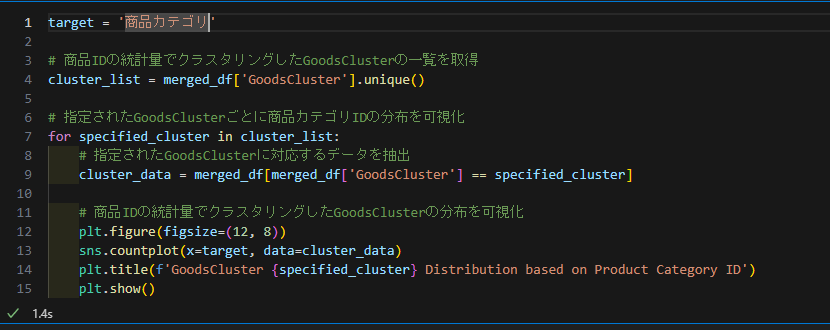 1 target = '商品カテゴリ'
2
3 # 商品IDの統計量でクラスタリングしたGoodsClusterの一覧を取得
4 cluster_list = merged_df['GoodsCluster'].unique()
5
6 # 指定されたGoodsClusterごとに商品カテゴリIDの分布を可視化
7 for specified_cluster in cluster_list:
8     # 指定されたGoodsClusterに対応するデータを抽出
9     cluster_data = merged_df[merged_df['GoodsCluster'] == specified_cluster]
10
11     # 商品IDの統計量でクラスタリングしたGoodsClusterの分布を可視化
12     plt.figure(figsize=(12, 8))
13     sns.countplot(x=target, data=cluster_data)
14     plt.title(f'GoodsCluster {specified_cluster} Distribution based on Product Category ID')
15     plt.show()
✓ 1.4s